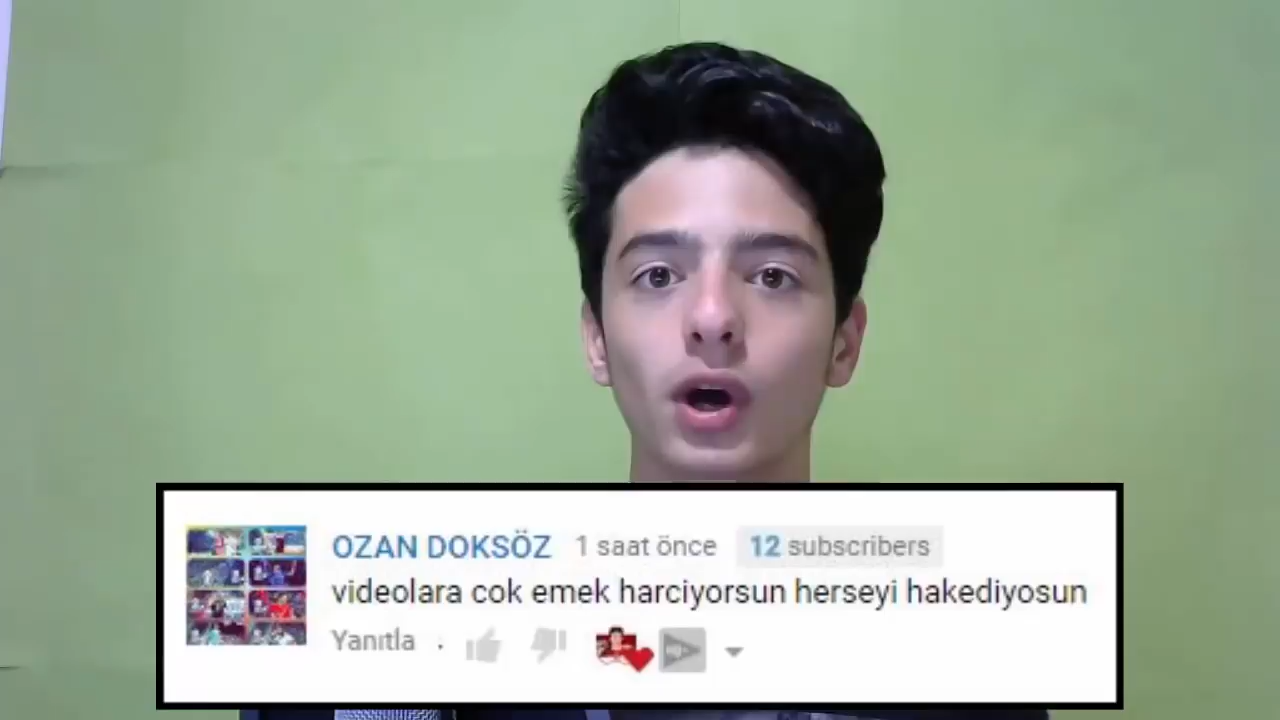 OZAN DOKSÖZ 1 saat önce 12 subscribers
videolara cok emek harciyorsun herseyi hakediyosun
Yanıtla .